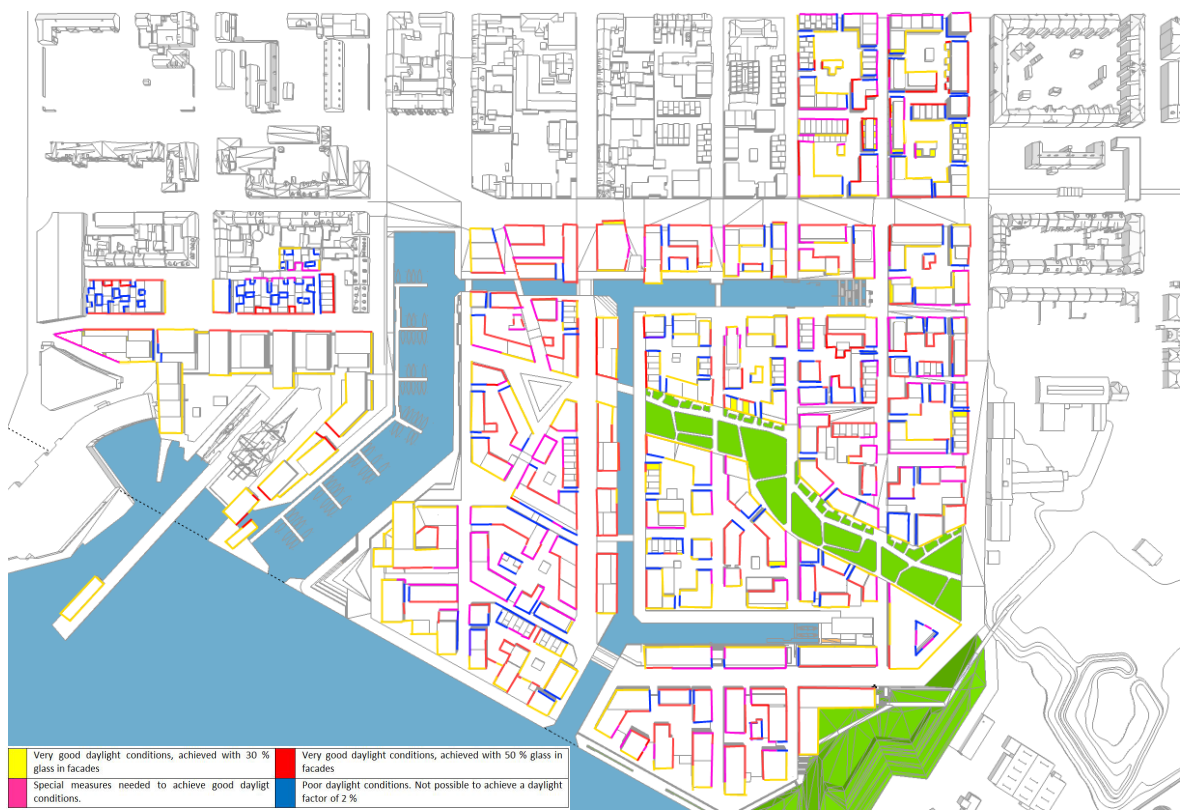 Very good daylight conditions, achieved with 30 %
glass in facades
Very good daylight conditions, achieved with 50 % glass in
facades
Special measures needed to achieve good dayligt
conditions.
Poor daylight conditions. Not possible to achieve a daylight
factor of 2 %